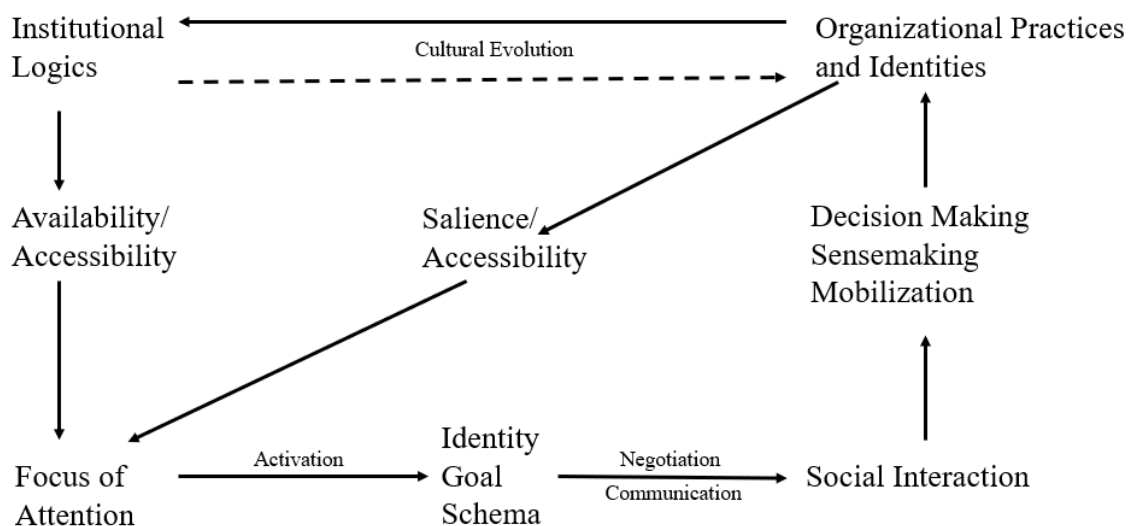 Institutional
Logics
Cultural Evolution
Organizational Practices
and Identities
Availability/
Accessibility
Salience/
Accessibility
Decision Making
Sensemaking
Mobilization
Focus of
Attention
Activation
Identity
Goal
Schema
Negotiation
Communication
Social Interaction